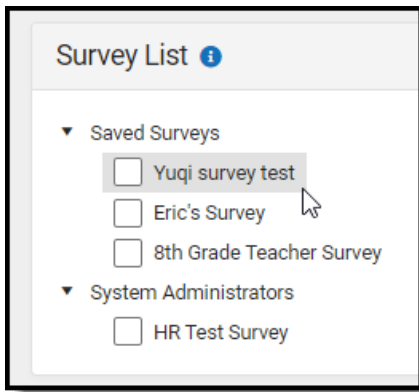 Survey List
Saved Surveys
Yuqi survey test
Eric's Survey
8th Grade Teacher Survey
System Administrators
HR Test Survey